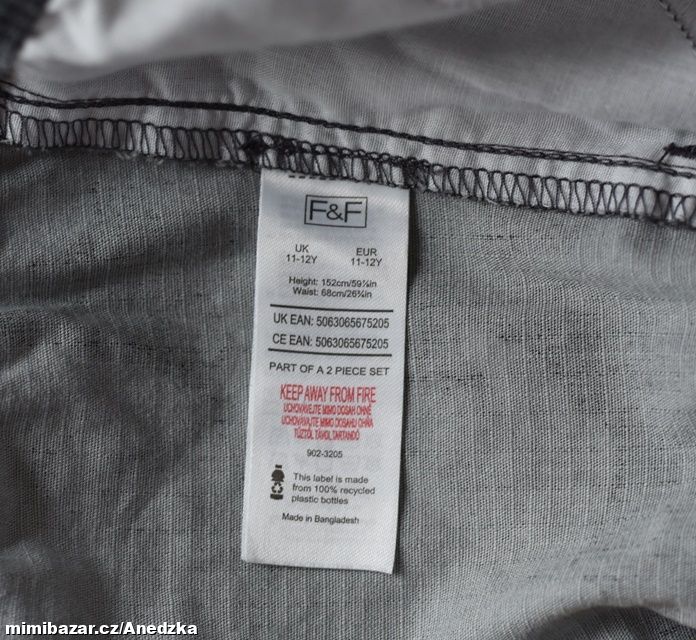 F&F
UK EUR
11-12Y 11-12Y
Height: 152cm/59⅞in
Waist: 68cm/26¾in
UK EAN: 5063065675205
CE EAN: 5063065675205
PART OF A 2 PIECE SET
KEEP AWAY FROM FIRE
UCHOVÁVEJTE MIMO DOSAH OHNĚ
UCHOVÁVAJTE MIMO DOSAHU OHŇA
TŰZTŐL TÁVOL TARTANDÓ
902-3205
This label is made
from 100% recycled
plastic bottles
Made in Bangladesh
mimibazar.cz/Anedzka